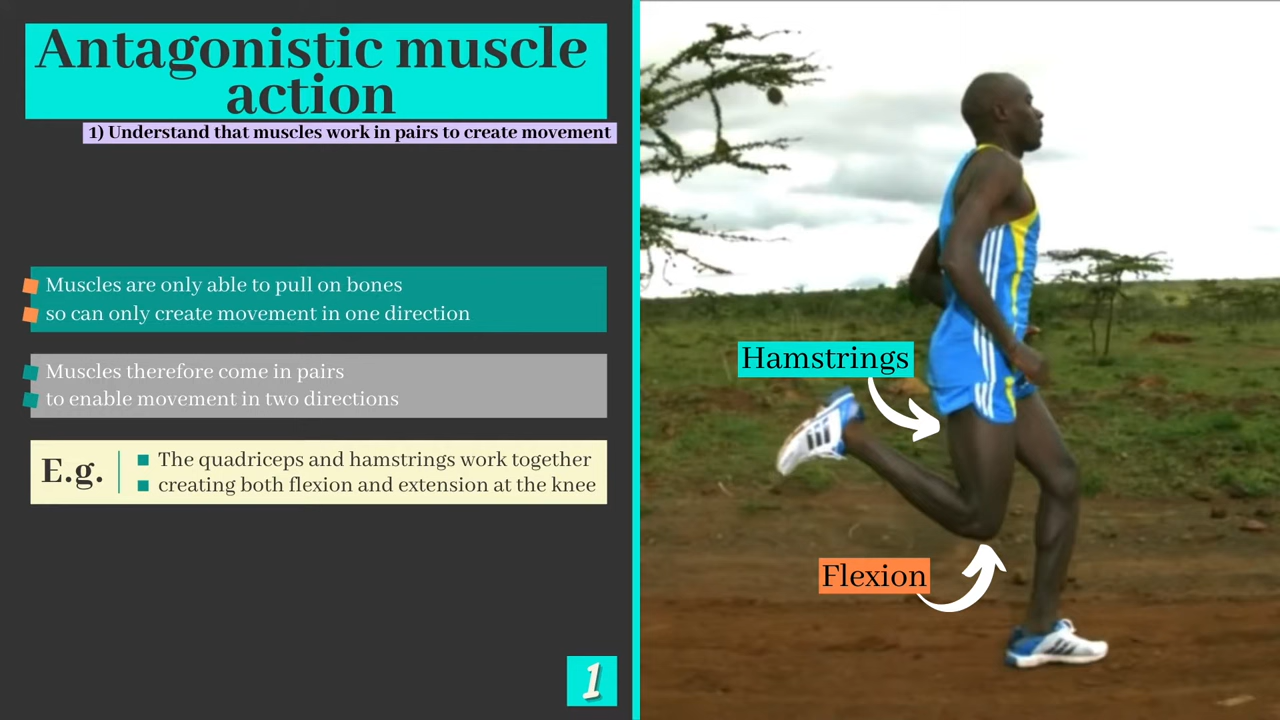 Antagonistic muscle
action
1) Understand that muscles work in pairs to create movement
Muscles are only able to pull on bones
so can only create movement in one direction
Muscles therefore come in pairs
to enable movement in two directions
E.g.
The quadriceps and hamstrings work together
creating both flexion and extension at the knee
1
Hamstrings
Flexion